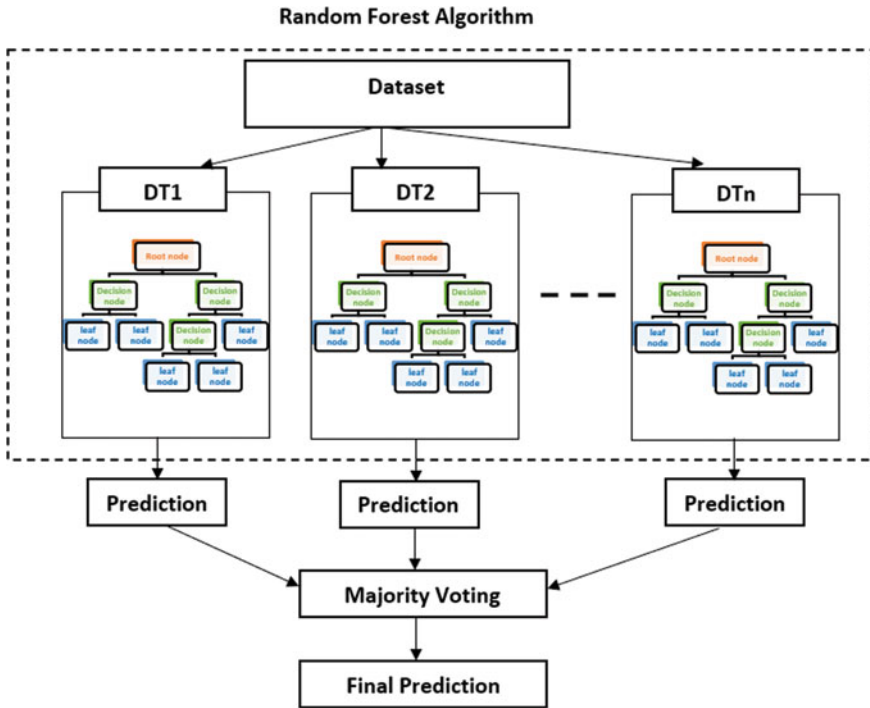 Random Forest Algorithm
Dataset
DT1
DT2
DTn
Root node
Decision
node
Decision
node
leaf
node
leaf
node
Decision
node
leaf
node
leaf
node
leaf
node
Root node
Decision
node
Decision
node
leaf
node
leaf
node
Decision
node
leaf
node
leaf
node
leaf
node
Root node
Decision
node
Decision
node
leaf
node
leaf
node
Decision
node
leaf
node
leaf
node
leaf
node
Prediction
Prediction
Prediction
Majority Voting
Final Prediction